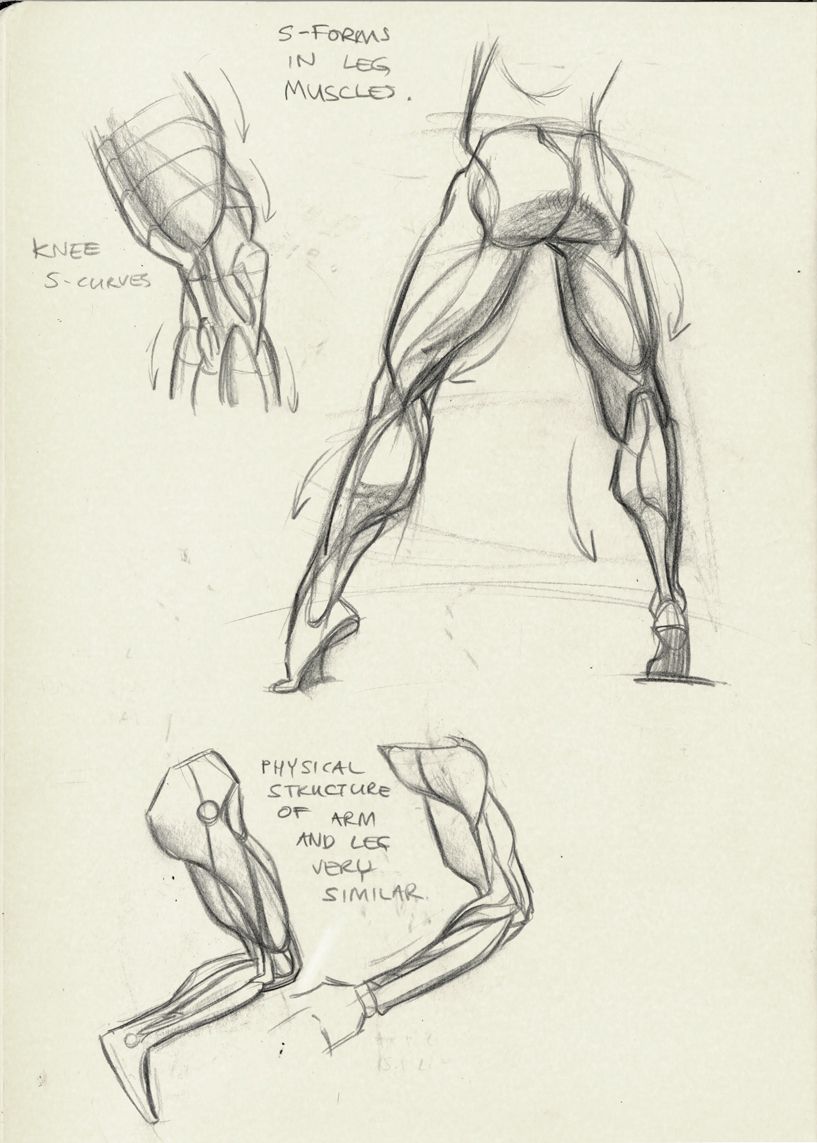 S-FORMS
IN LEG
MUSCLES.
KNEE
S-CURVES
PHYSICAL
STRUCTURE
OF ARM
AND LEG
VERY
SIMILAR.